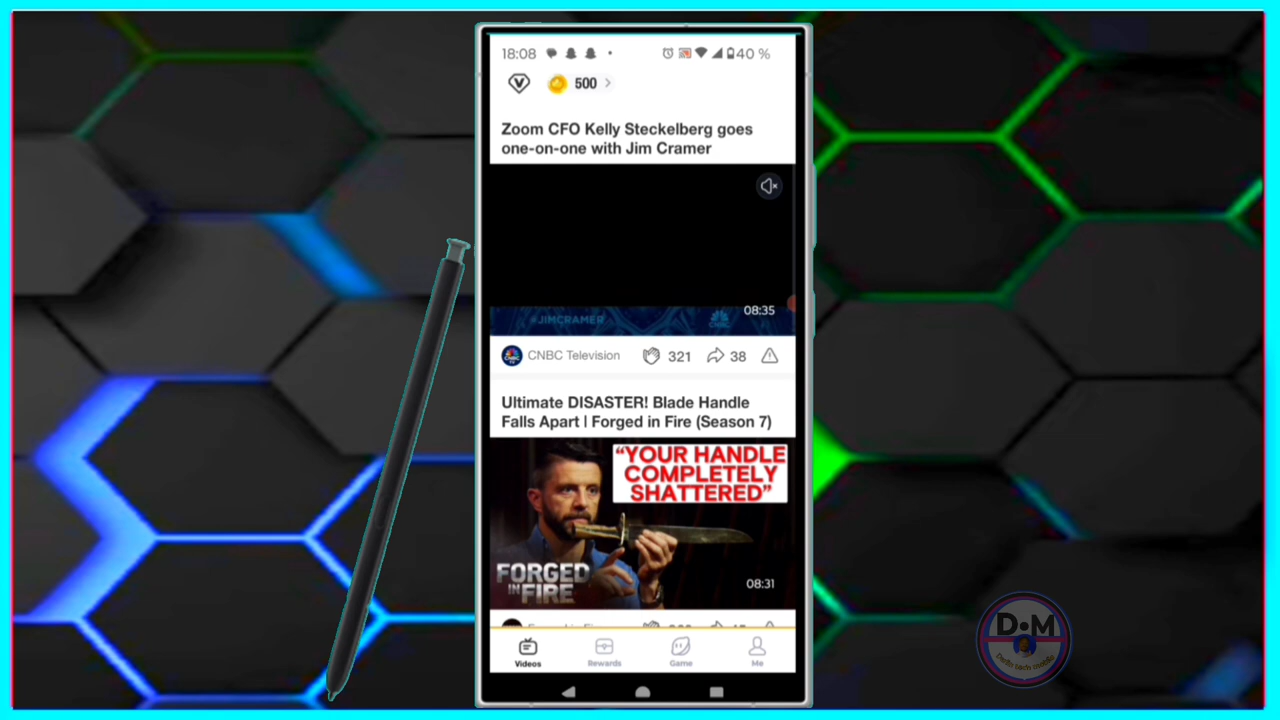 18:08
40 %
500
Zoom CFO Kelly Steckelberg goes
one-on-one with Jim Cramer
#JIMCRAMER
CNBC
08:35
CNBC Television
321
38
Ultimate DISASTER! Blade Handle
Falls Apart | Forged in Fire (Season 7)
"YOUR HANDLE
COMPLETELY
SHATTERED"
FORGED
IN FIRE
08:31
Videos
Rewards
Game
Me
D•M